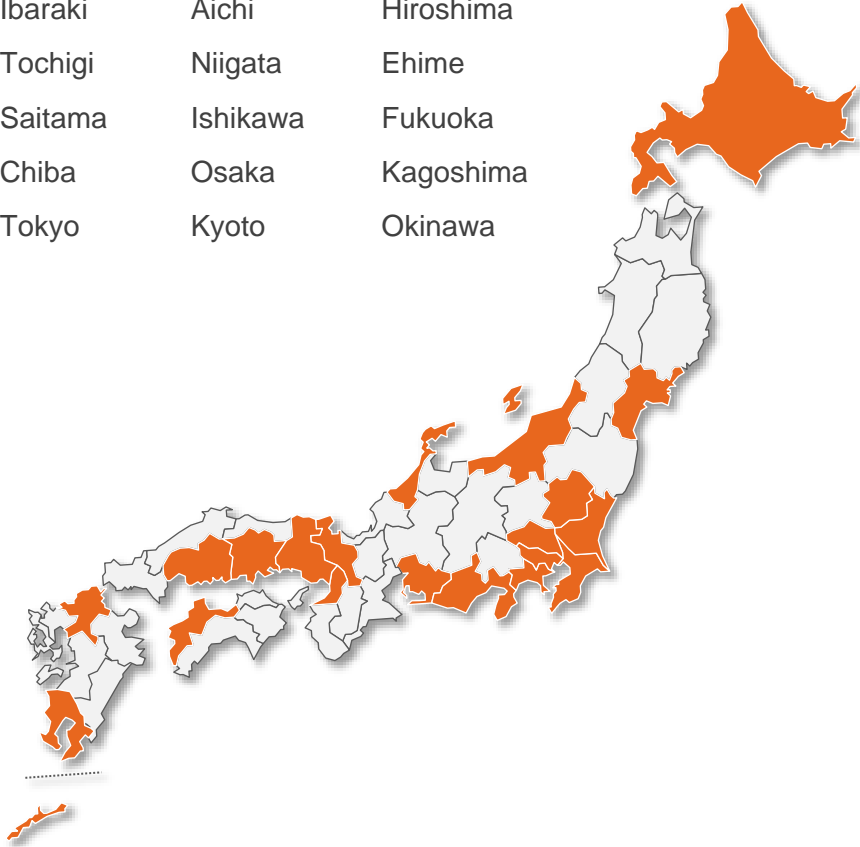 Ibaraki Aichi Hiroshima
Tochigi Niigata Ehime
Saitama Ishikawa Fukuoka
Chiba Osaka Kagoshima
Tokyo Kyoto Okinawa